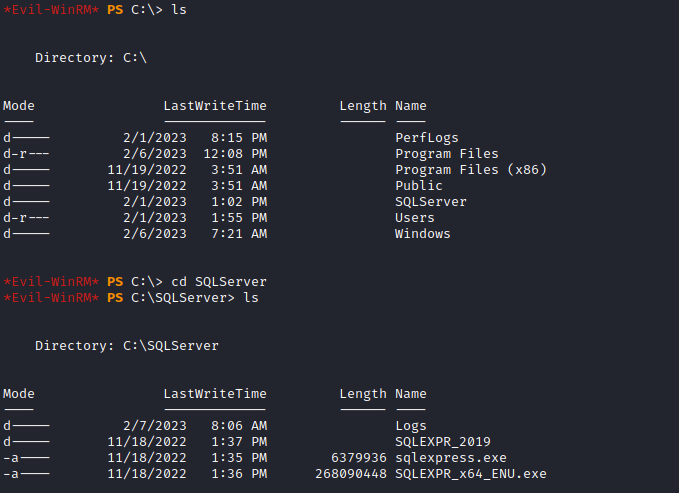 *Evil-WinRM* PS C:\> ls
Directory: C:\
Mode LastWriteTime Length Name
---- ------------- ------ ----
d----- 2/1/2023 8:15 PM PerfLogs
d-r--- 2/6/2023 12:08 PM Program Files
d----- 11/19/2022 3:51 AM Program Files (x86)
d----- 11/19/2022 3:51 AM Public
d----- 2/1/2023 1:02 PM SQLServer
d-r--- 2/1/2023 1:55 PM Users
d----- 2/6/2023 7:21 AM Windows
*Evil-WinRM* PS C:\> cd SQLServer
*Evil-WinRM* PS C:\SQLServer> ls
Directory: C:\SQLServer
Mode LastWriteTime Length Name
---- ------------- ------ ----
d----- 2/7/2023 8:06 AM Logs
d----- 11/18/2022 1:37 PM SQLEXPR_2019
-a---- 11/18/2022 1:35 PM 6379936 sqlexpress.exe
-a---- 11/18/2022 1:36 PM 268090448 SQLEXPR_x64_ENU.exe